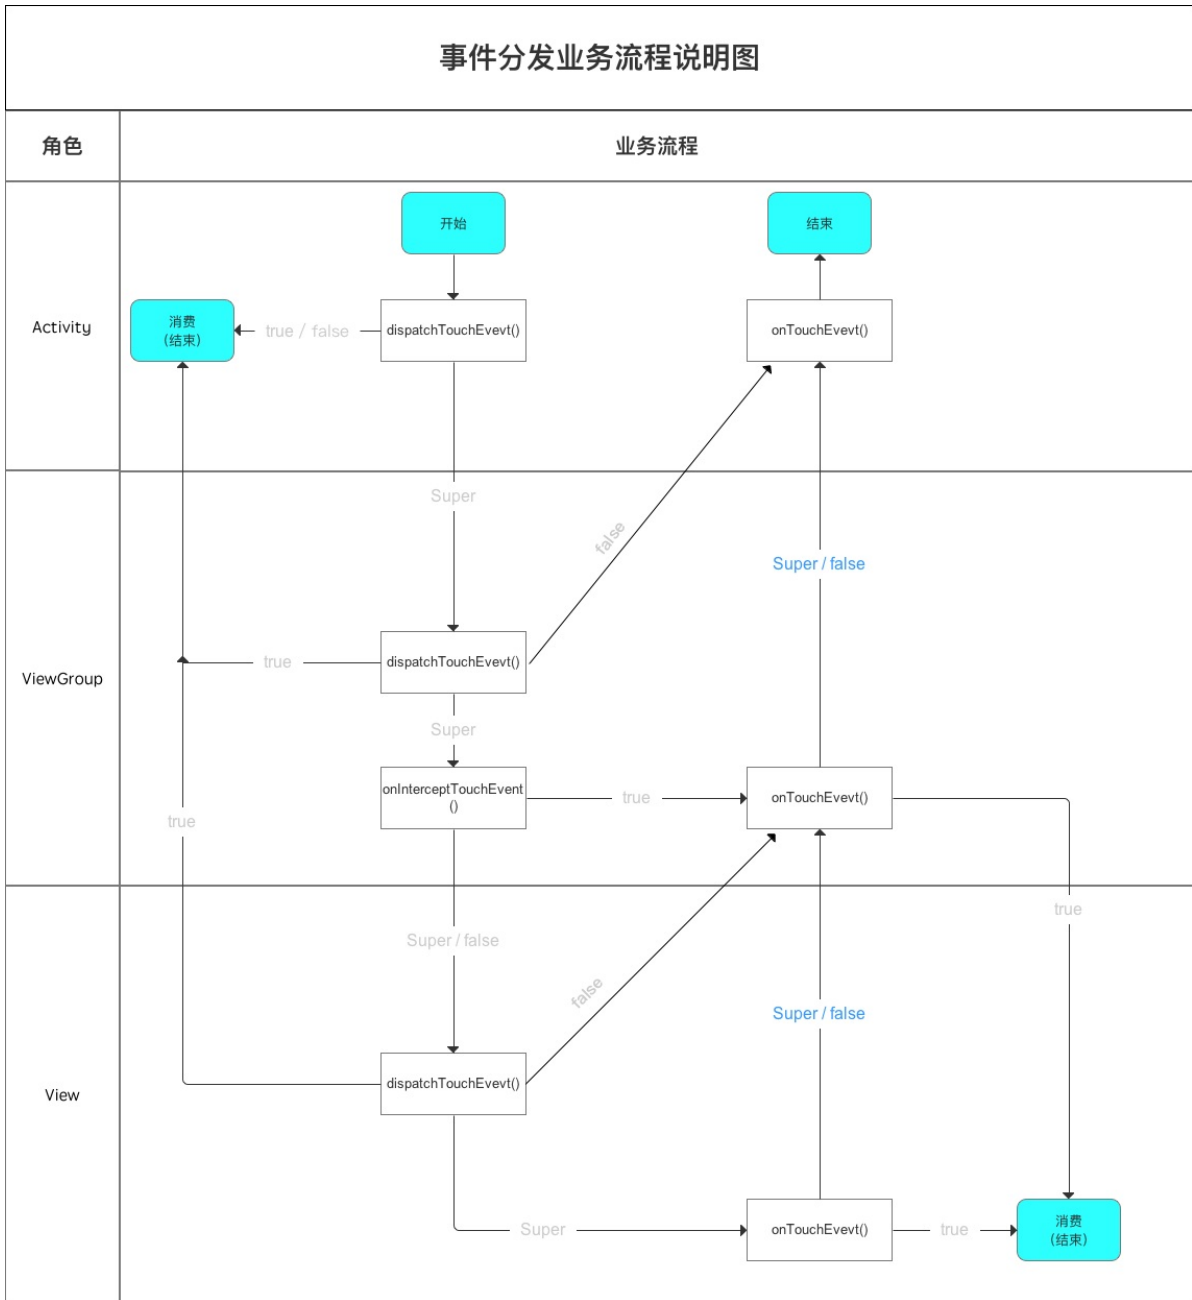 事件分发业务流程说明图
角色
业务流程
开始
结束
Activity
消费
（结束）
true / false
dispatchTouchEvevt()
onTouchEvevt()
Super
false
Super / false
ViewGroup
true
dispatchTouchEvevt()
Super
onInterceptTouchEvent
()
true
onTouchEvevt()
true
true
Super / false
false
Super / false
View
dispatchTouchEvevt()
Super
onTouchEvevt()
true
消费
（结束）